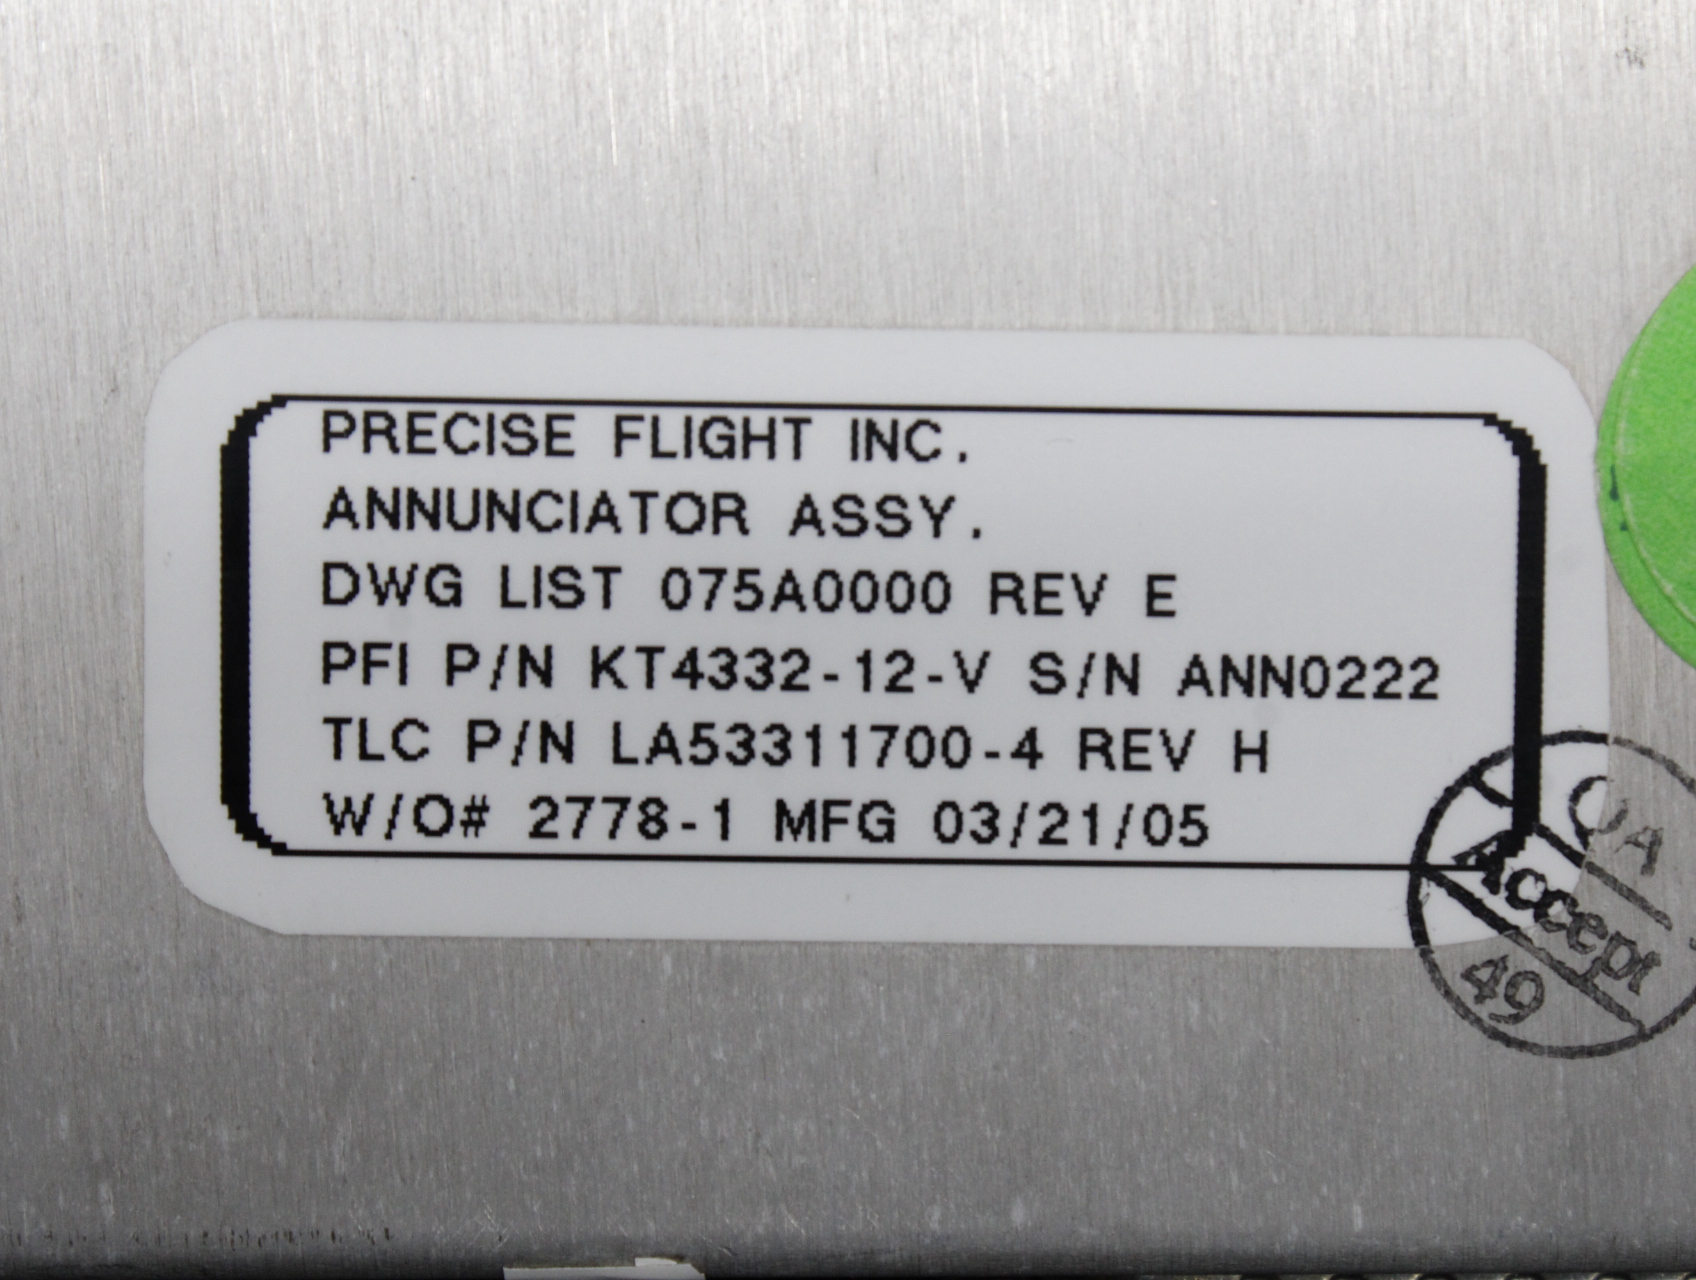 PRECISE FLIGHT INC.
ANNUNCIATOR ASSY.
DWG LIST 075A0000 REV E
PFI P/N KT4332-12-V S/N ANN0222
TLC P/N LA53311700-4 REV H
W/O# 2778-1 MFG 03/21/05
QA
Accept
49